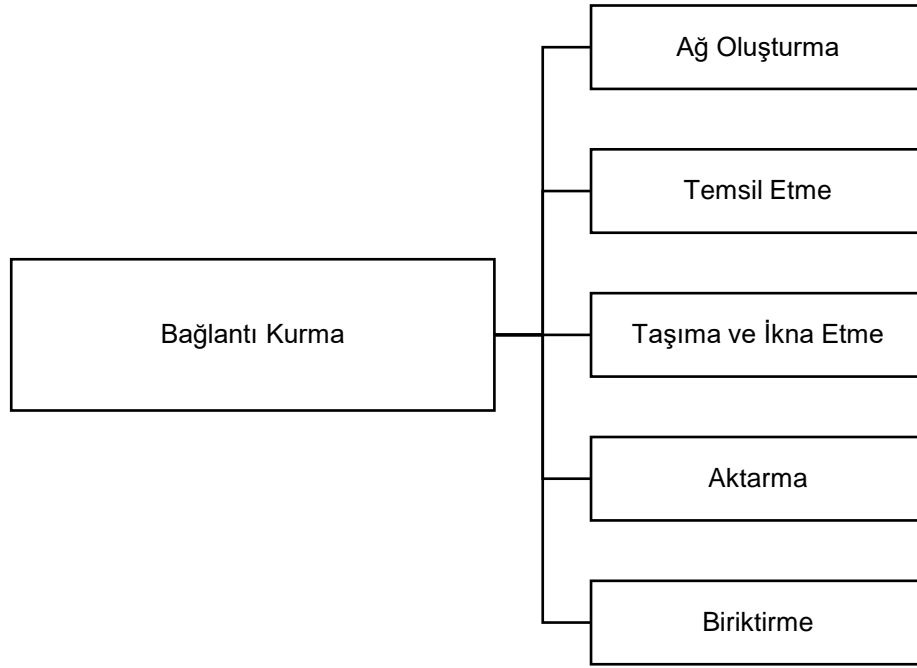 Ağ Oluşturma
Temsil Etme
Bağlantı Kurma
Taşıma ve İkna Etme
Aktarma
Biriktirme